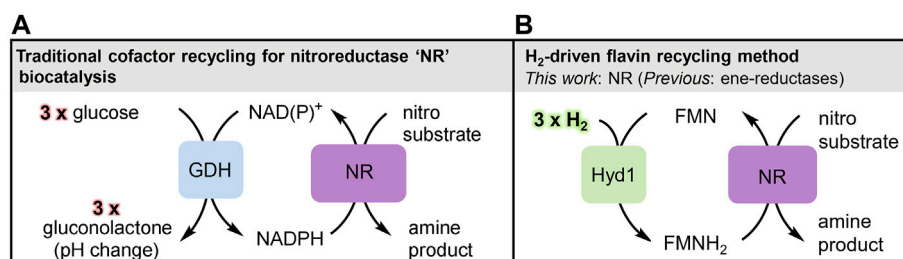 A
Traditional cofactor recycling for nitroreductase ‘NR’
biocatalysis
3 x glucose
NAD(P)+
nitro
substrate
GDH
NR
3 x
gluconolactone
(pH change)
NADPH
amine
product
B
H2-driven flavin recycling method
This work: NR (Previous: ene-reductases)
3 x H2
FMN
nitro
substrate
Hyd1
NR
FMNH2
amine
product